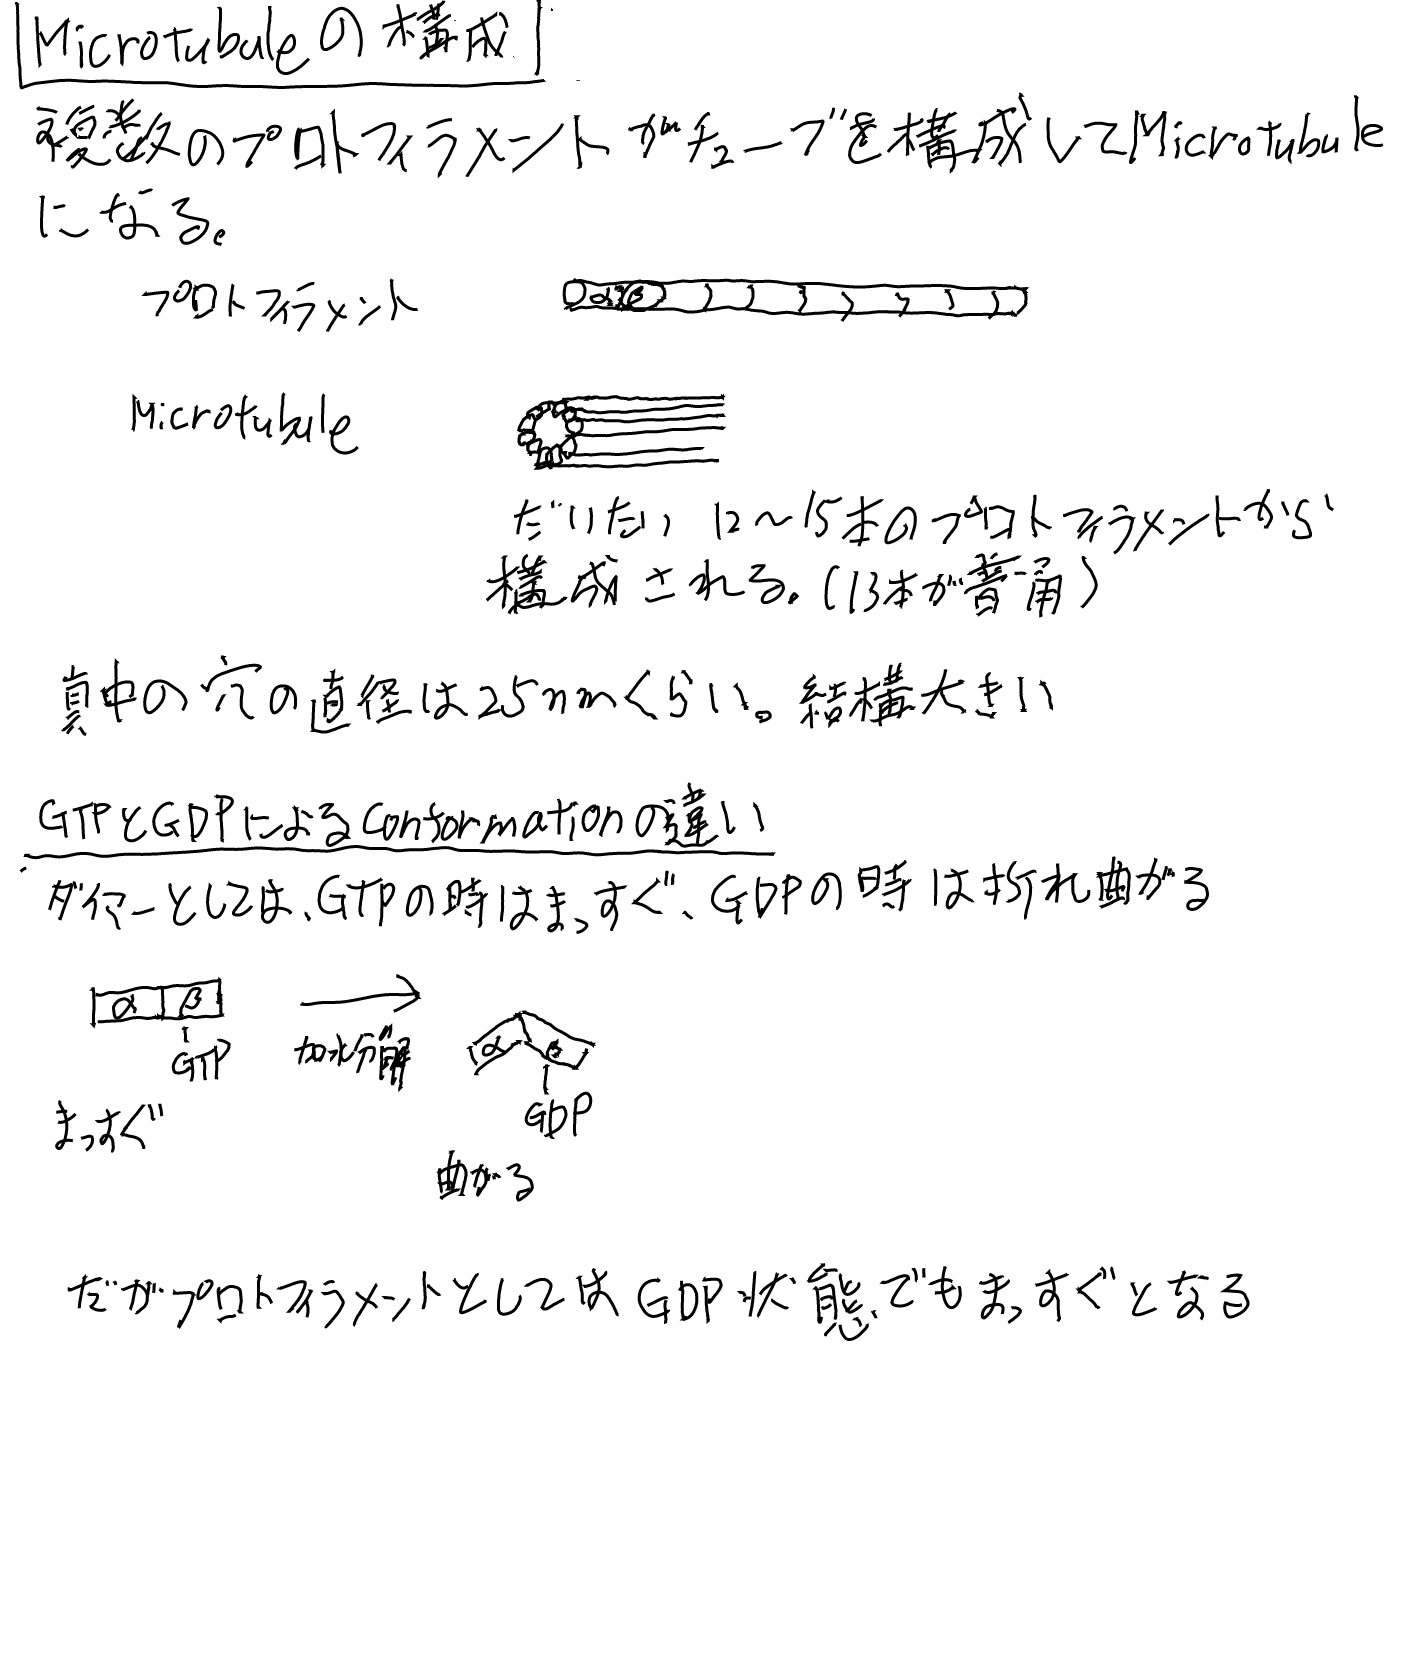 Microtubuleの構成
複数のプロトフィラメントがチューブを構成してMicrotubule
になる。
プロトフィラメント
α β
Microtubule
だいたい 12〜15本のプロトフィラメントから
構成される。(13本が普通)
真中の穴の直径は25nmくらい。結構大きい
GTPとGDPによるConformationの違い
ダイマーとしては、GTPの時はまっすぐ、GDPの時は折れ曲がる
α β
GTP
加水分解
α β
GDP
まっすぐ
曲がる
だがプロトフィラメントとしてはGDP状態でもまっすぐとなる